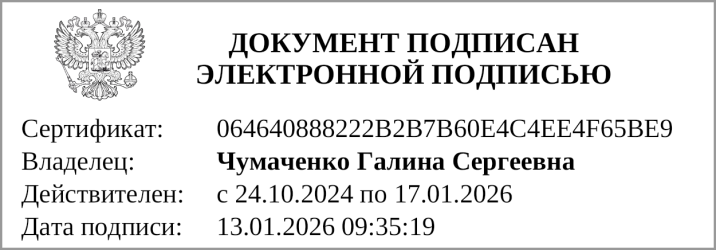 ДОКУМЕНТ ПОДПИСАН
ЭЛЕКТРОННОЙ ПОДПИСЬЮ
Сертификат: 064640888222B2B7B60E4C4EE4F65BE9
Владелец: Чумаченко Галина Сергеевна
Действителен: с 24.10.2024 по 17.01.2026
Дата подписи: 13.01.2026 09:35:19